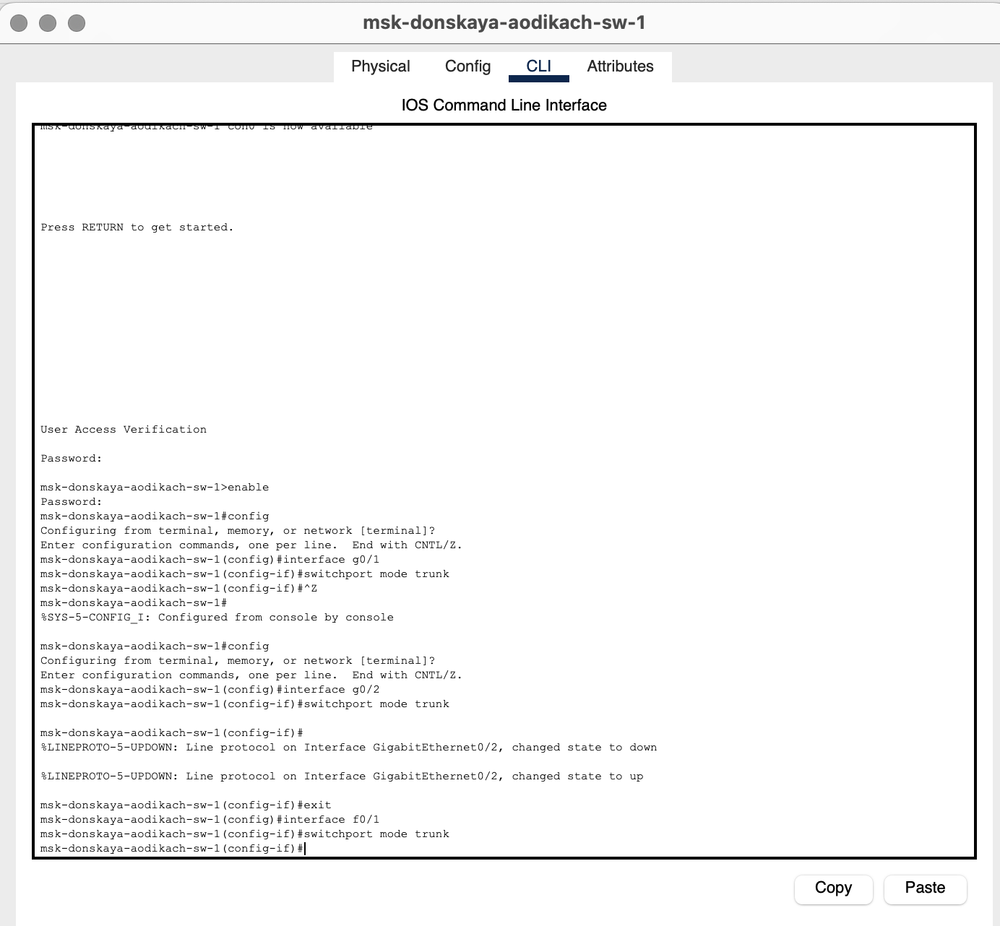 msk-donskaya-aodikach-sw-1
Physical Config CLI Attributes
IOS Command Line Interface
msk-donskaya-aodikach-sw-1 con0 is now available
Press RETURN to get started.
User Access Verification
Password:
msk-donskaya-aodikach-sw-1>enable
Password:
msk-donskaya-aodikach-sw-1#config
Configuring from terminal, memory, or network [terminal]?
Enter configuration commands, one per line.  End with CNTL/Z.
msk-donskaya-aodikach-sw-1(config)#interface g0/1
msk-donskaya-aodikach-sw-1(config-if)#switchport mode trunk
msk-donskaya-aodikach-sw-1(config-if)#^Z
msk-donskaya-aodikach-sw-1#
%SYS-5-CONFIG_I: Configured from console by console
msk-donskaya-aodikach-sw-1#config
Configuring from terminal, memory, or network [terminal]?
Enter configuration commands, one per line.  End with CNTL/Z.
msk-donskaya-aodikach-sw-1(config)#interface g0/2
msk-donskaya-aodikach-sw-1(config-if)#switchport mode trunk
msk-donskaya-aodikach-sw-1(config-if)#
%LINEPROTO-5-UPDOWN: Line protocol on Interface GigabitEthernet0/2, changed state to down
%LINEPROTO-5-UPDOWN: Line protocol on Interface GigabitEthernet0/2, changed state to up
msk-donskaya-aodikach-sw-1(config-if)#exit
msk-donskaya-aodikach-sw-1(config)#interface f0/1
msk-donskaya-aodikach-sw-1(config-if)#switchport mode trunk
msk-donskaya-aodikach-sw-1(config-if)#
Copy Paste